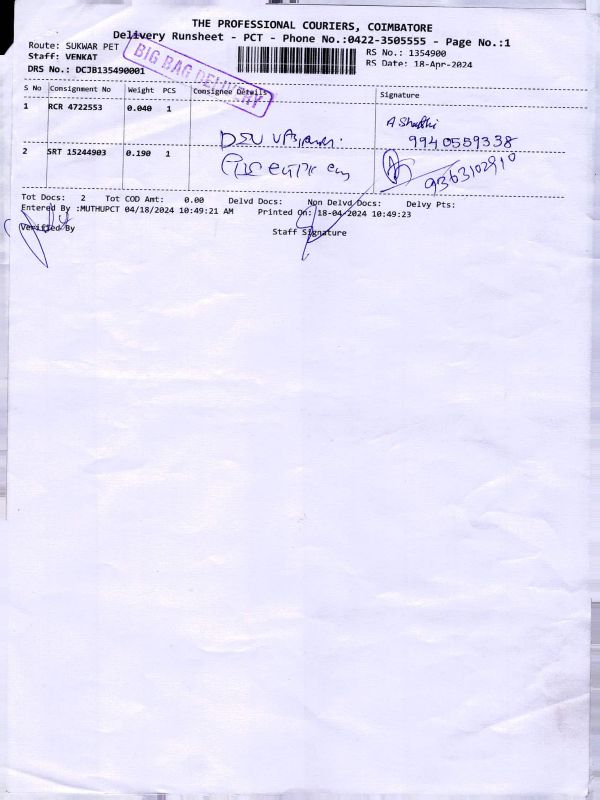 THE PROFESSIONAL COURIERS, COIMBATORE
Delivery Runsheet - PCT - Phone No.:0422-3505555 - Page No.:1
Route: SUKWAR PET
RS No.: 1354900
Staff: VENKAT
RS Date: 18-Apr-2024
DRS No.: DCJB135490001
BIG BAG DELIVERY
S No Consignment No Weight PCS Consignee Details Signature
1 RCR 4722553 0.040 1
9940559338
2 SRT 15244903 0.190 1
9363102910
Tot Docs: 2 Tot COD Amt: 0.00 Delvd Docs: Non Delvd Docs: Delvy Pts:
Entered By :MUTHUPCT 04/18/2024 10:49:21 AM Printed On: 18-04-2024 10:49:23
Verified By Staff Signature